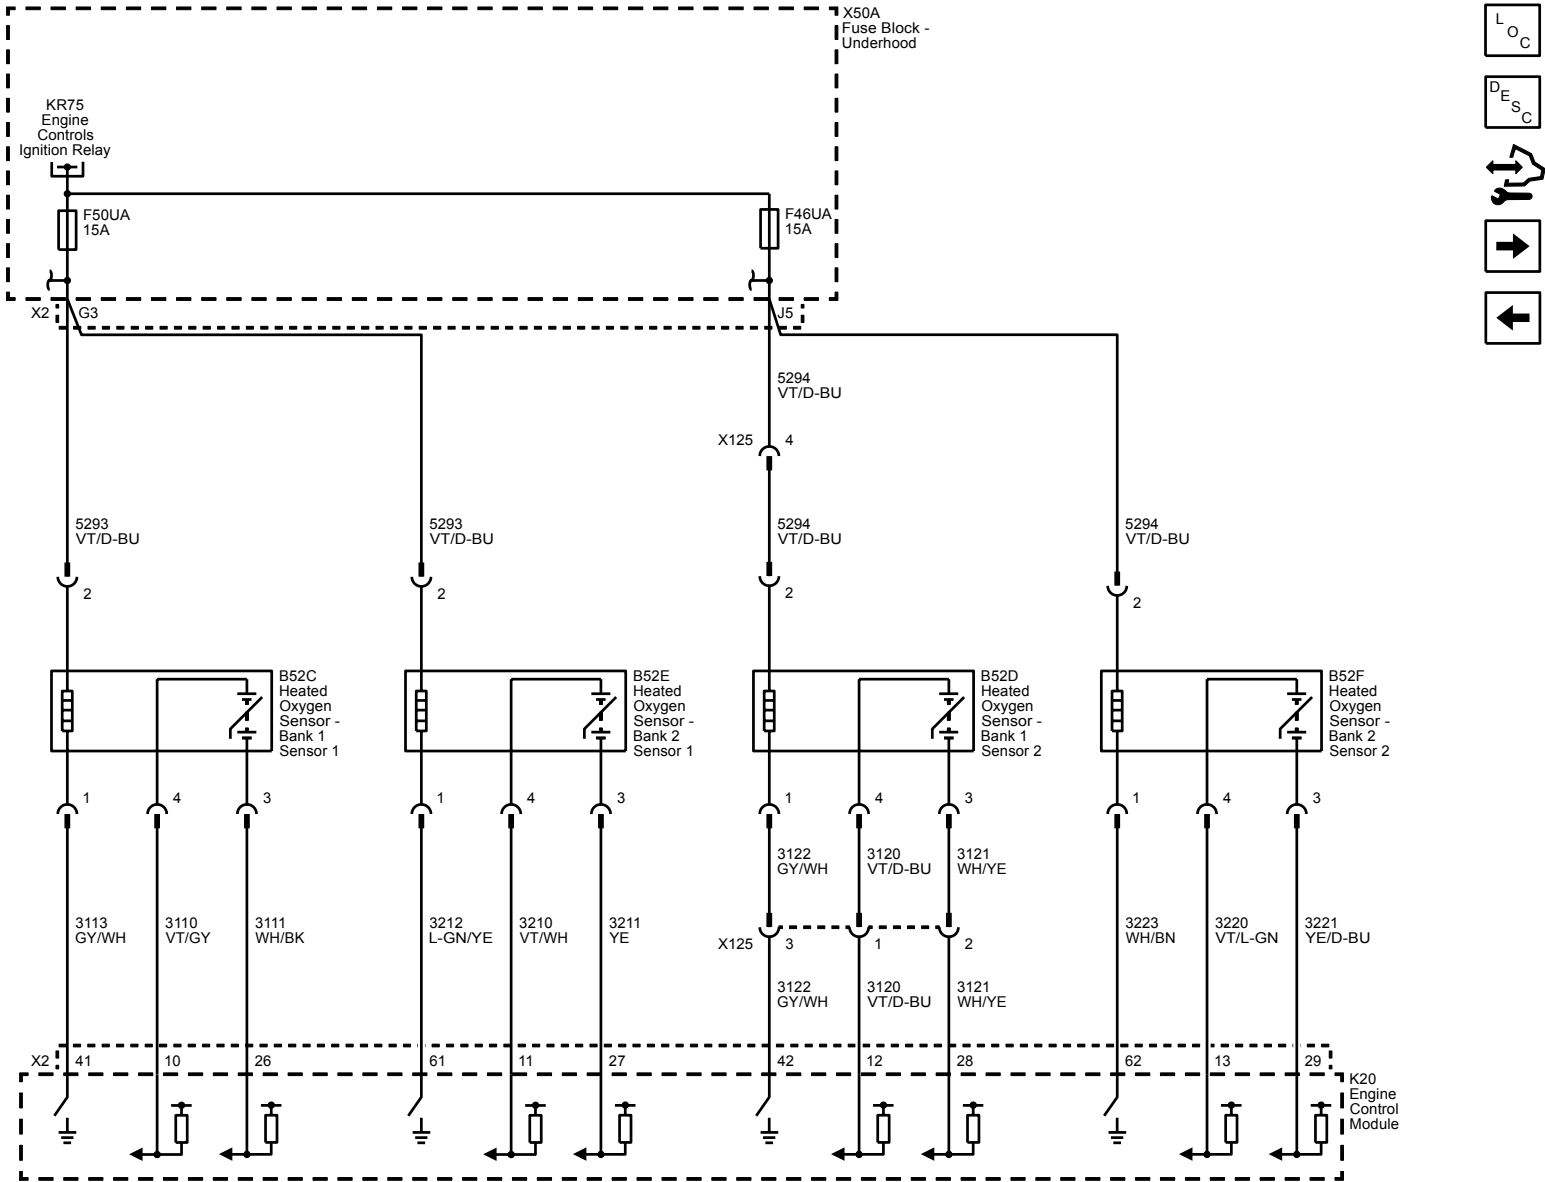 X50A
Fuse Block -
Underhood
L
O
C
D
E
S
C
KR75
Engine
Controls
Ignition Relay
F50UA
15A
F46UA
15A
X2
G3
J5
5294
VT/D-BU
X125
4
5293
VT/D-BU
5293
VT/D-BU
5294
VT/D-BU
5294
VT/D-BU
2
2
2
2
B52C
Heated
Oxygen
Sensor -
Bank 1
Sensor 1
B52E
Heated
Oxygen
Sensor -
Bank 2
Sensor 1
B52D
Heated
Oxygen
Sensor -
Bank 1
Sensor 2
B52F
Heated
Oxygen
Sensor -
Bank 2
Sensor 2
1
4
3
1
4
3
1
4
3
1
4
3
3122
GY/WH
3120
VT/D-BU
3121
WH/YE
3113
GY/WH
3110
VT/GY
3111
WH/BK
3212
L-GN/YE
3210
VT/WH
3211
YE
X125
3
1
2
3223
WH/BN
3220
VT/L-GN
3221
YE/D-BU
3122
GY/WH
3120
VT/D-BU
3121
WH/YE
X2
41
10
26
61
11
27
42
12
28
62
13
29
K20
Engine
Control
Module